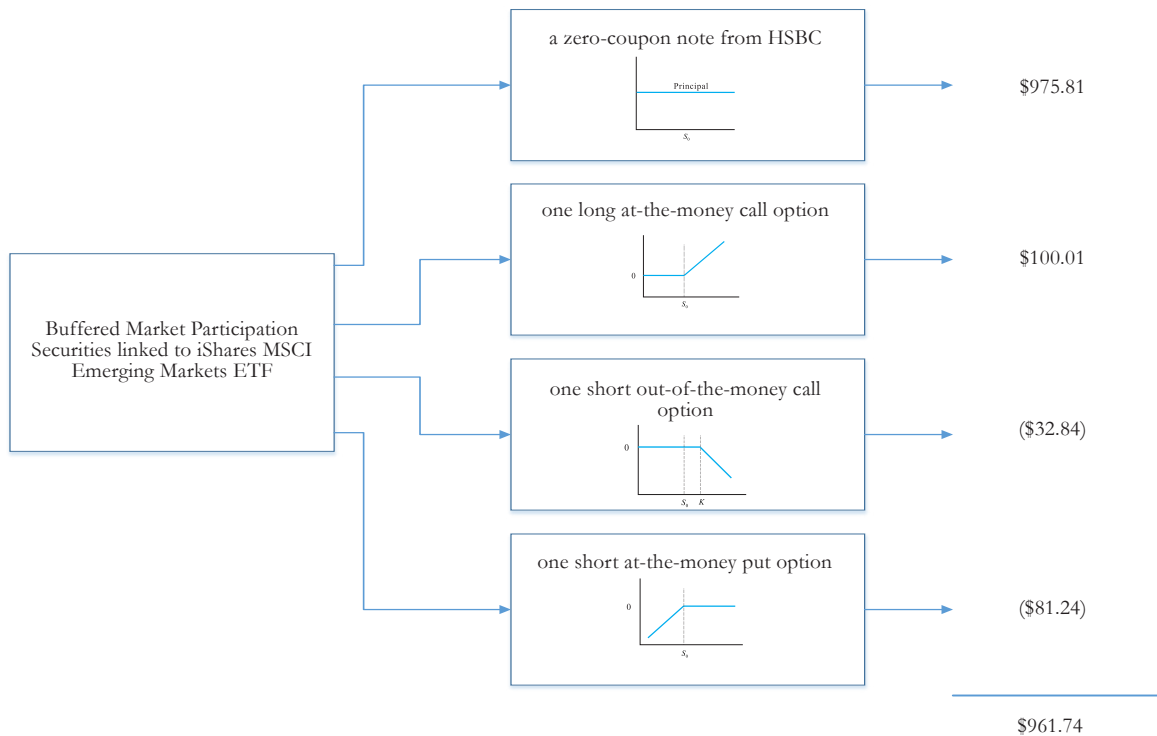 a zero-coupon note from HSBC
Principal
S₀
$975.81
one long at-the-money call option
0
S₀
$100.01
Buffered Market Participation
Securities linked to iShares MSCI
Emerging Markets ETF
one short out-of-the-money call
option
0
S₀ K
($32.84)
one short at-the-money put option
0
S₀
($81.24)
$961.74